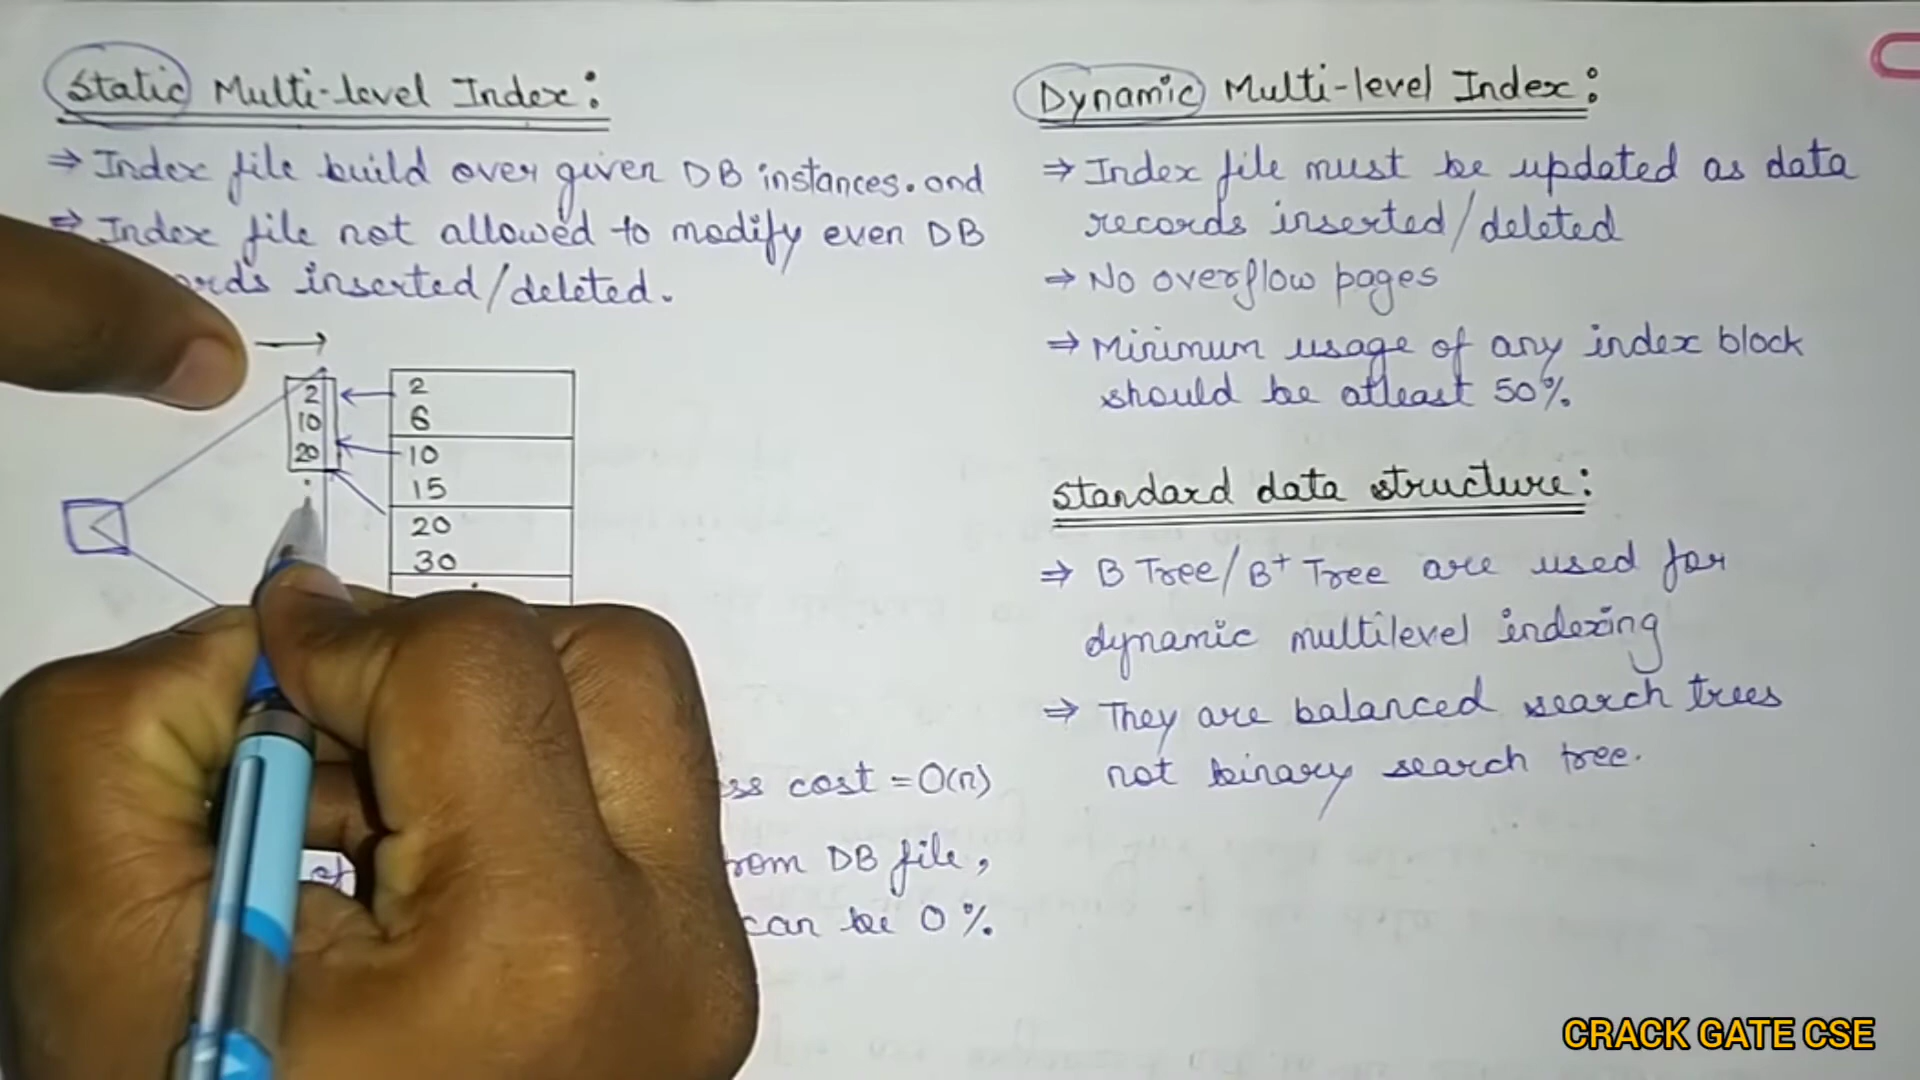 Static Multi-level Index:
⇒ Index file build over given DB instances. and
⇒ Index file not allowed to modify even DB
inserted/deleted.
2
10
20
2
6
10
15
20
30
cost = O(n)
of
DB file,
can be 0%.
Dynamic Multi-level Index:
⇒ Index file must be updated as data
records inserted/deleted
⇒ No overflow pages
⇒ Minimum usage of any index block
should be atleast 50%.
Standard data structure:
⇒ B Tree/B+ Tree are used for
dynamic multilevel indexing
⇒ They are balanced search trees
not binary search tree.
CRACK GATE CSE